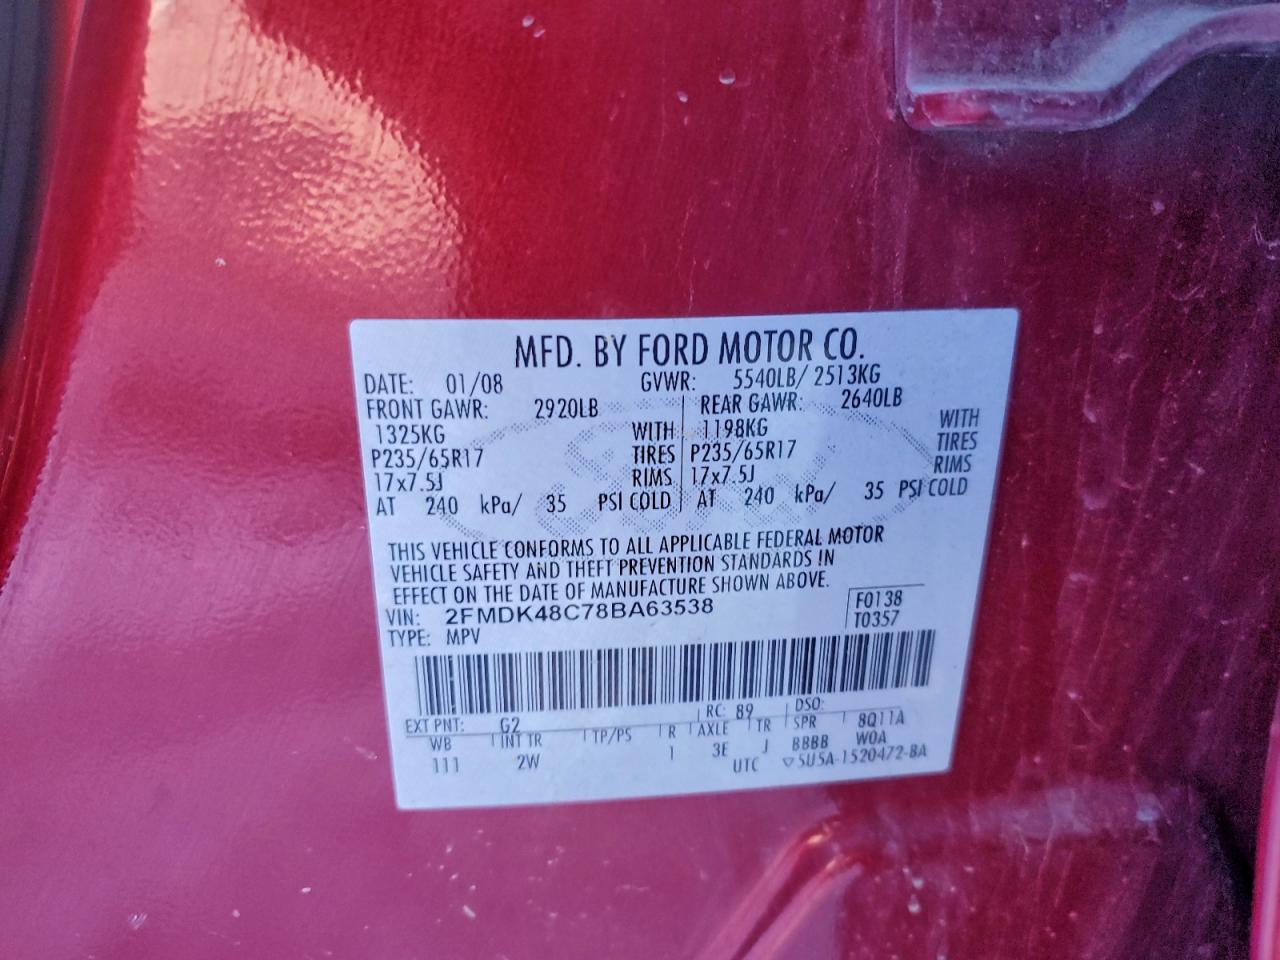 MFD. BY FORD MOTOR CO.
DATE: 01/08 GVWR: 5540LB/ 2513KG
FRONT GAWR: 2920LB REAR GAWR: 2640LB
1325KG WITH 1198KG WITH
P235/65R17 TIRES P235/65R17 TIRES
17x7.5J RIMS 17x7.5J RIMS
AT 240 kPa/ 35 PSI COLD AT 240 kPa/ 35 PSI COLD
THIS VEHICLE CONFORMS TO ALL APPLICABLE FEDERAL MOTOR
VEHICLE SAFETY AND THEFT PREVENTION STANDARDS IN
EFFECT ON THE DATE OF MANUFACTURE SHOWN ABOVE.
VIN: 2FMDK48C78BA63538 F0138
TYPE: MPV T0357
RC: 89 DSO:
EXT PNT: G2
WB INT TR TP/PS R AXLE TR SPR 8Q11A
111 2W 1 3E J BBBB W0A
UTC ▽5U5A-1520472-BA